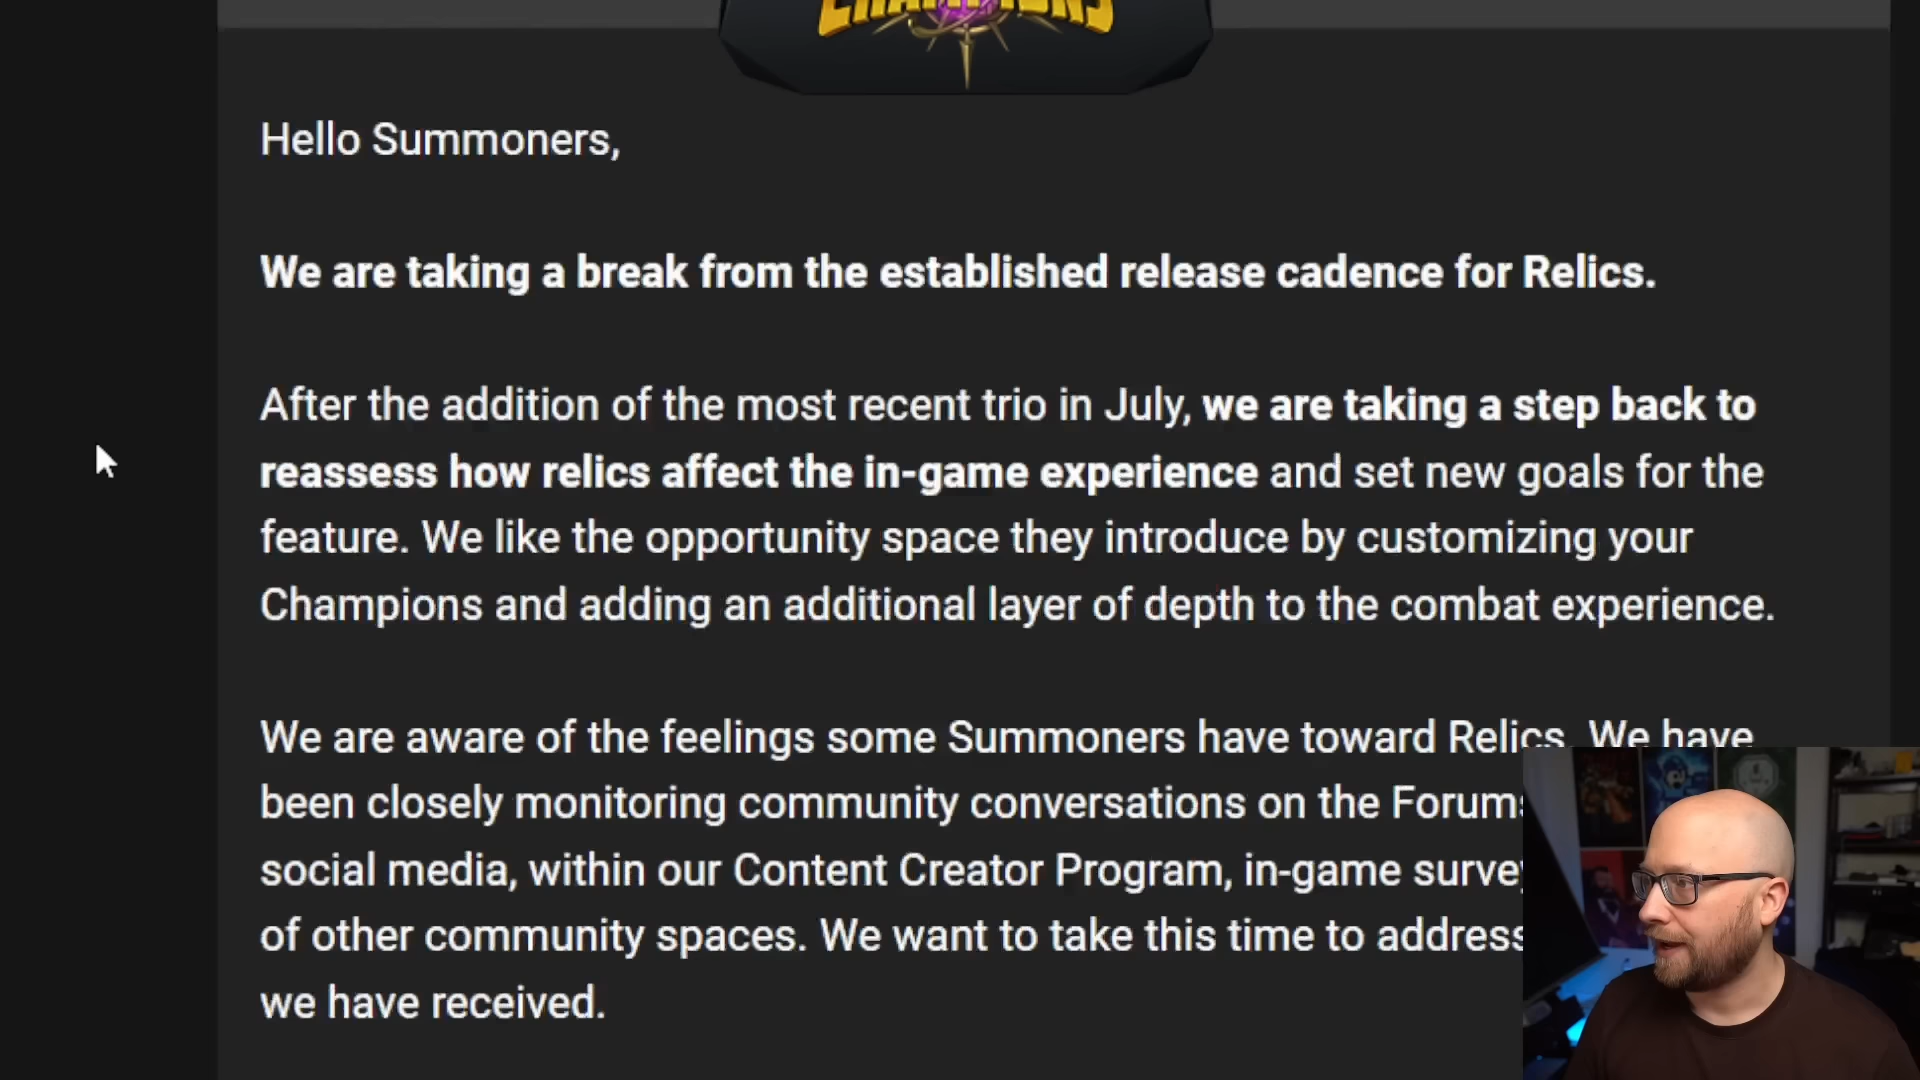 CHAMPIONS
Hello Summoners,
We are taking a break from the established release cadence for Relics.
After the addition of the most recent trio in July, we are taking a step back to
reassess how relics affect the in-game experience and set new goals for the
feature. We like the opportunity space they introduce by customizing your
Champions and adding an additional layer of depth to the combat experience.
We are aware of the feelings some Summoners have toward Relics. We have
been closely monitoring community conversations on the Forums
social media, within our Content Creator Program, in-game survey
of other community spaces. We want to take this time to address
we have received.